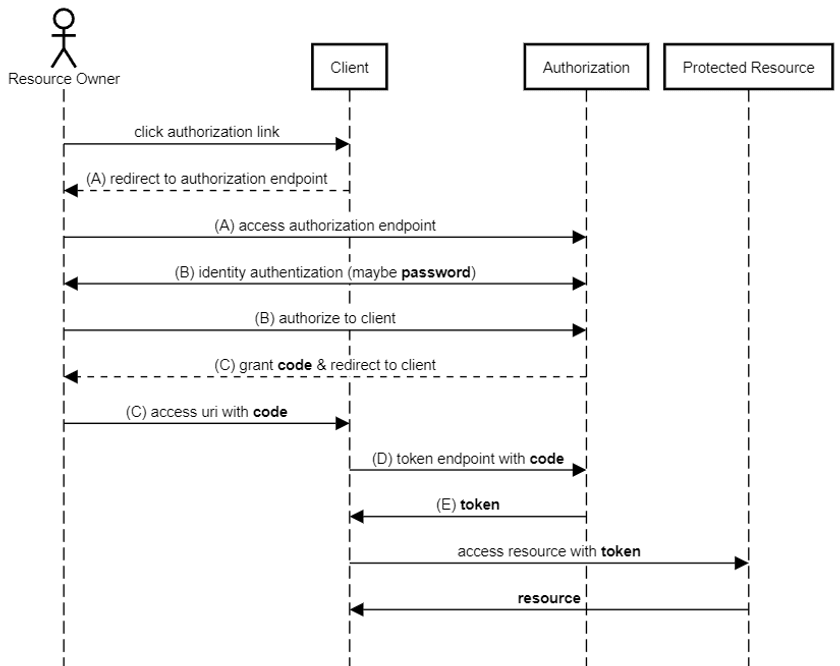 Resource Owner
Client
Authorization
Protected Resource
click authorization link
(A) redirect to authorization endpoint
(A) access authorization endpoint
(B) identity authentization (maybe password)
(B) authorize to client
(C) grant code & redirect to client
(C) access uri with code
(D) token endpoint with code
(E) token
access resource with token
resource